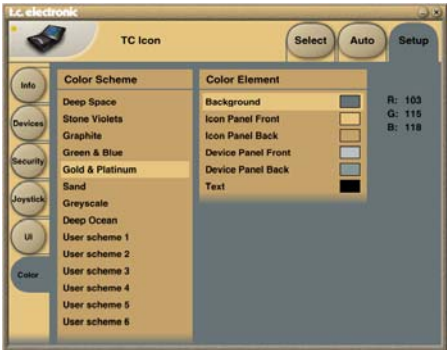 t.c. electronic
TC Icon
Select
Auto
Setup
Info
Devices
Security
Joystick
UI
Color
Color Scheme
Deep Space
Stone Violets
Graphite
Green & Blue
Gold & Platinum
Sand
Greyscale
Deep Ocean
User scheme 1
User scheme 2
User scheme 3
User scheme 4
User scheme 5
User scheme 6
Color Element
Background
Icon Panel Front
Icon Panel Back
Device Panel Front
Device Panel Back
Text
R: 103
G: 115
B: 118